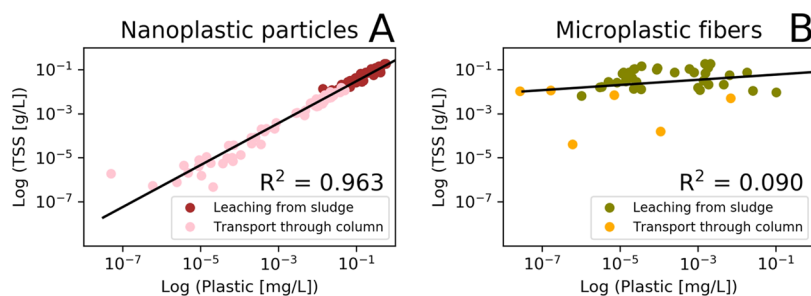 Nanoplastic particles A
Log (TSS [g/L])
10⁻¹
10⁻³
10⁻⁵
10⁻⁷
R² = 0.963
Leaching from sludge
Transport through column
10⁻⁷ 10⁻⁵ 10⁻³ 10⁻¹
Log (Plastic [mg/L])
Microplastic fibers B
Log (TSS [g/L])
10⁻¹
10⁻³
10⁻⁵
10⁻⁷
R² = 0.090
Leaching from sludge
Transport through column
10⁻⁷ 10⁻⁵ 10⁻³ 10⁻¹
Log (Plastic [mg/L])